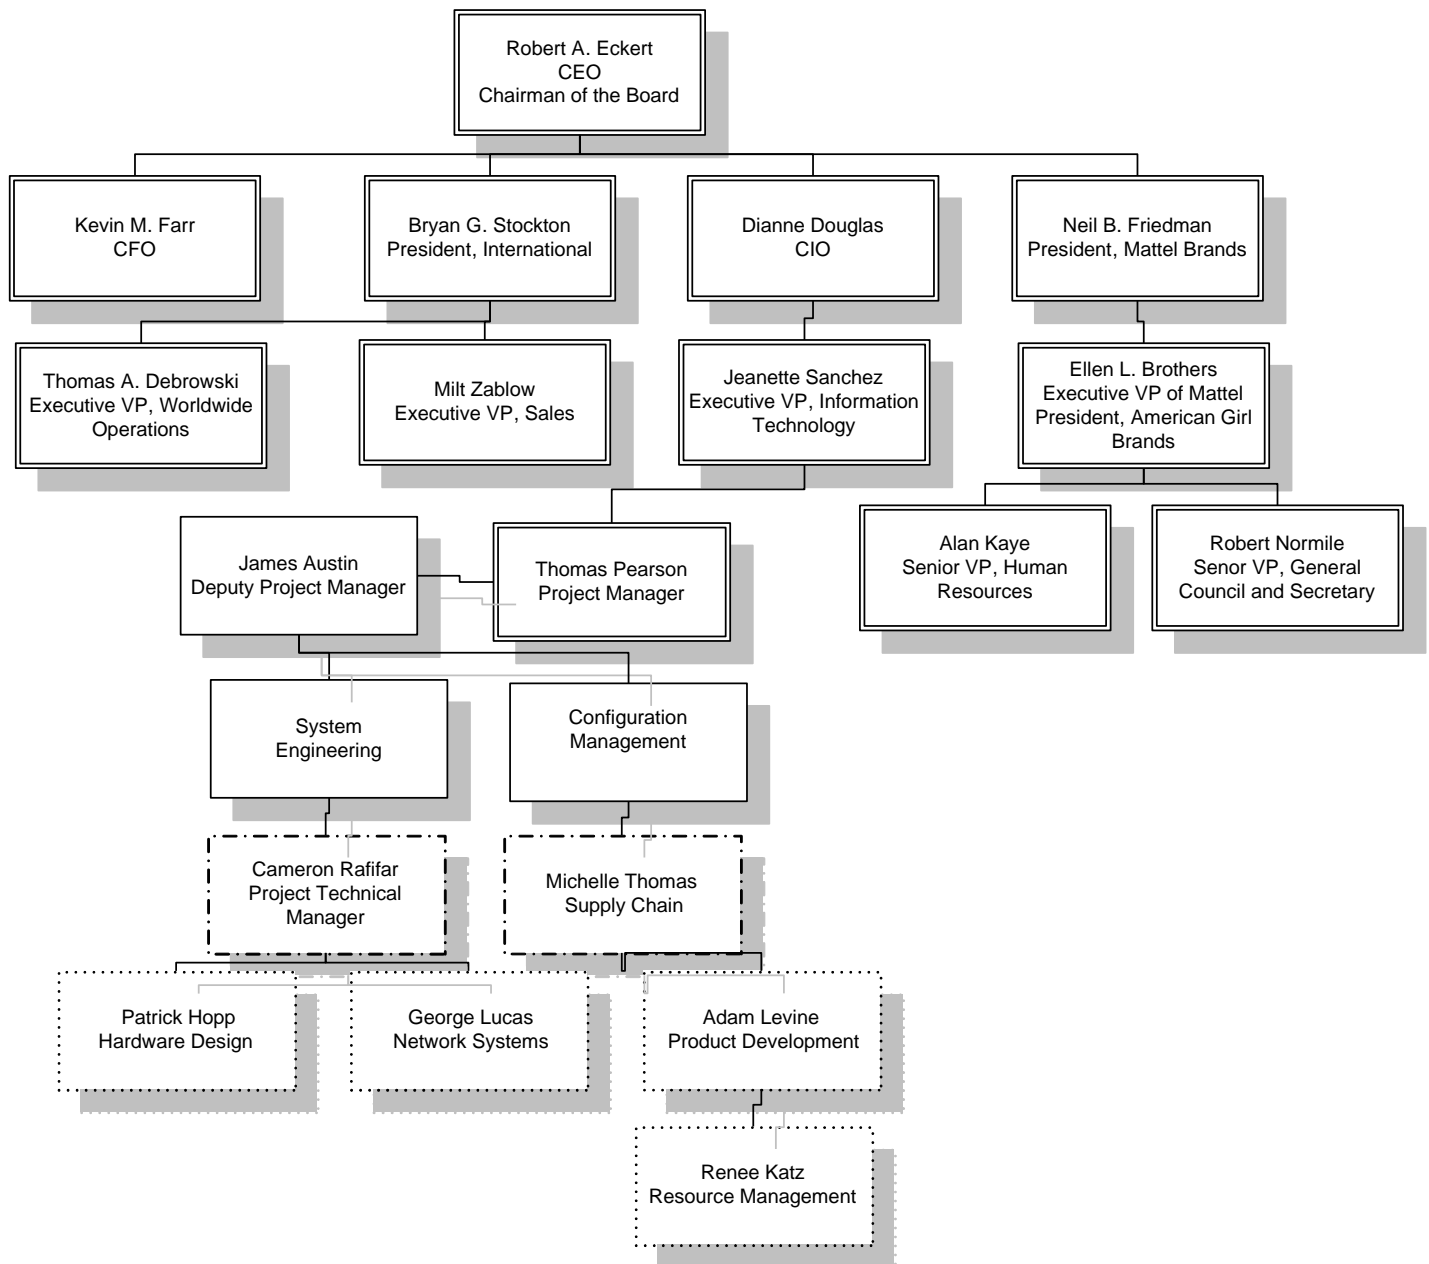 Robert A. Eckert
CEO
Chairman of the Board
Kevin M. Farr
CFO
Bryan G. Stockton
President, International
Dianne Douglas
CIO
Neil B. Friedman
President, Mattel Brands
Thomas A. Debrowski
Executive VP, Worldwide
Operations
Milt Zablow
Executive VP, Sales
Jeanette Sanchez
Executive VP, Information
Technology
Ellen L. Brothers
Executive VP of Mattel
President, American Girl
Brands
James Austin
Deputy Project Manager
Thomas Pearson
Project Manager
Alan Kaye
Senior VP, Human
Resources
Robert Normile
Senor VP, General
Council and Secretary
System
Engineering
Configuration
Management
Cameron Rafifar
Project Technical
Manager
Michelle Thomas
Supply Chain
Patrick Hopp
Hardware Design
George Lucas
Network Systems
Adam Levine
Product Development
Renee Katz
Resource Management